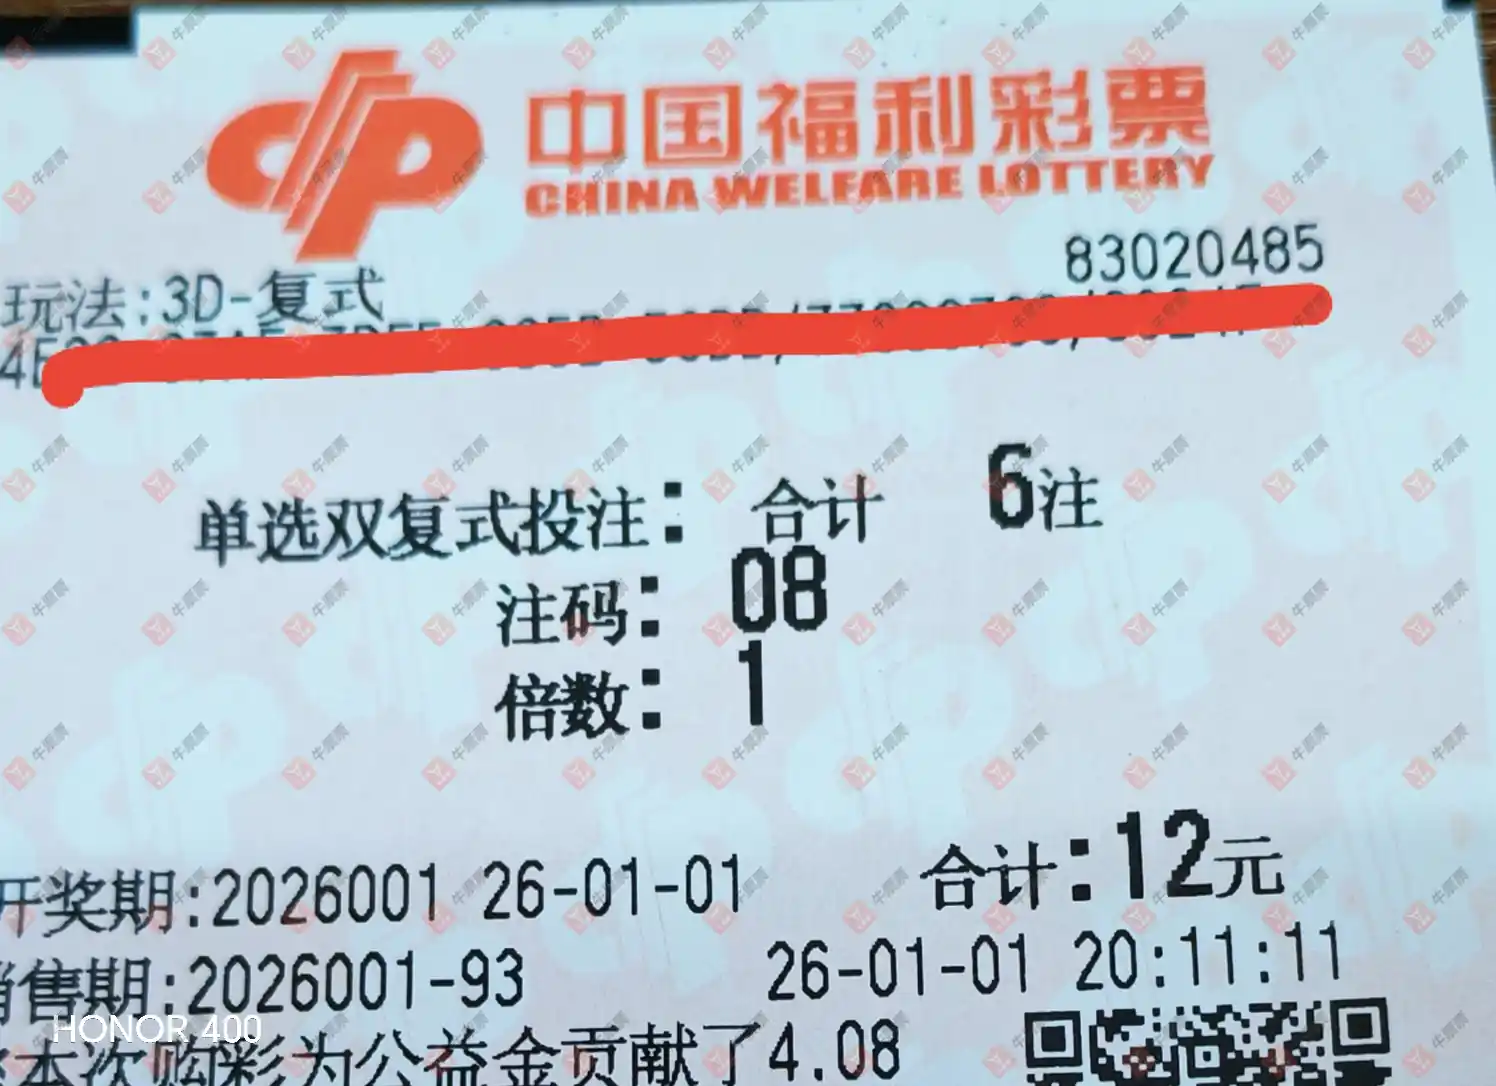 中国福利彩票
CHINA WELFARE LOTTERY
83020485
玩法:3D-复式
单选双复式投注: 合计 6注
注码: 08
倍数: 1
合计:12元
开奖期:2026001 26-01-01
销售期:2026001-93 26-01-01 20:11:11
本次购彩为公益金贡献了4.08
HONOR 400
牛票票